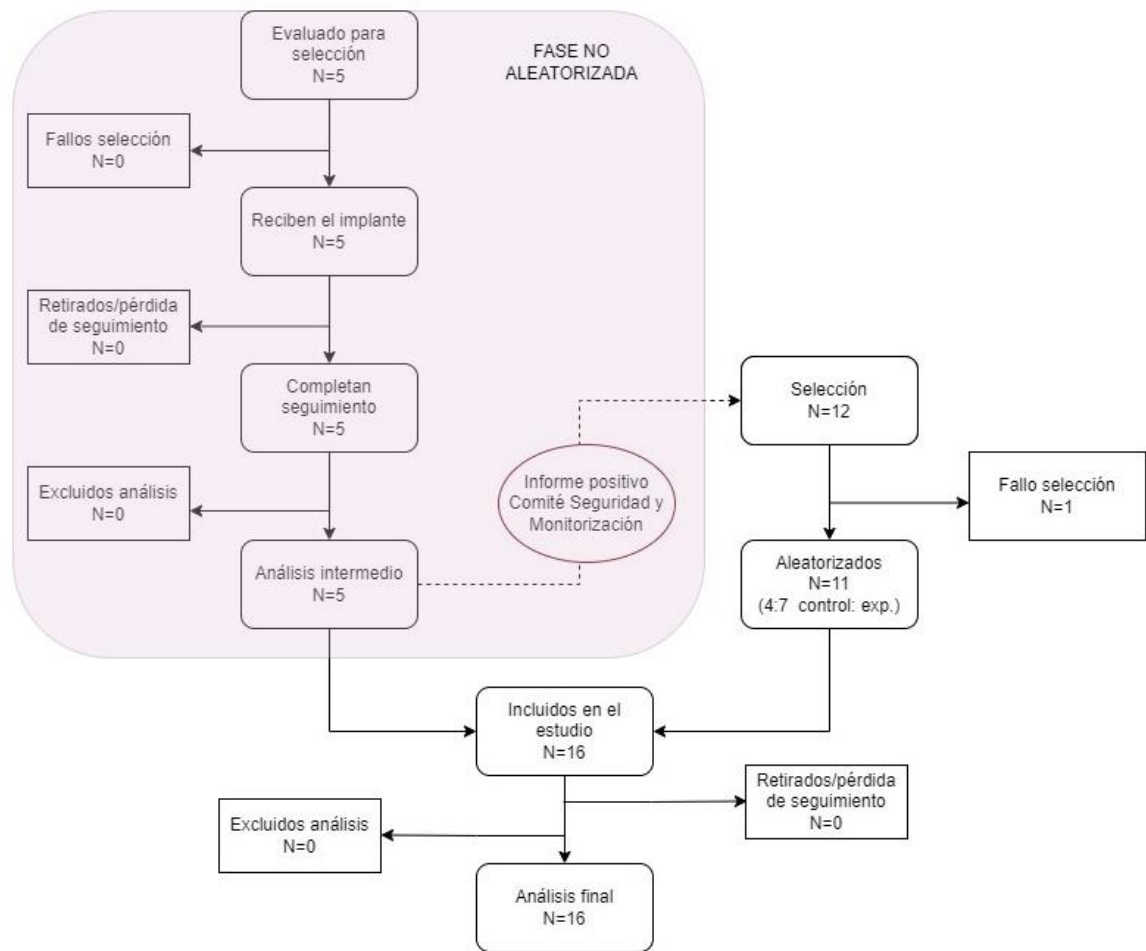 Evaluado para
selección
N=5
FASE NO
ALEATORIZADA
Fallos selección
N=0
Reciben el implante
N=5
Retirados/pérdida
de seguimiento
N=0
Completan
seguimiento
N=5
Excluidos análisis
N=0
Análisis intermedio
N=5
Informe positivo
Comité Seguridad y
Monitorización
Selección
N=12
Fallo selección
N=1
Aleatorizados
N=11
(4:7 control: exp.)
Incluidos en el
estudio
N=16
Retirados/pérdida
de seguimiento
N=0
Excluidos análisis
N=0
Análisis final
N=16